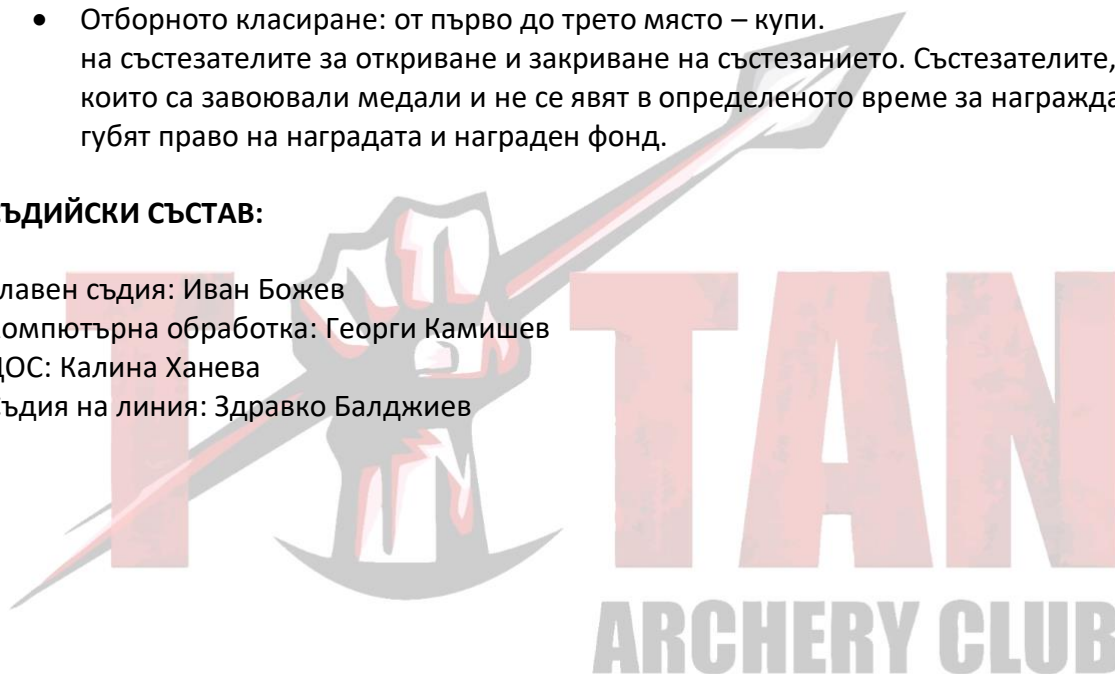 • Отборното класиране: от първо до трето място – купи.
на състезателите за откриване и закриване на състезанието. Състезателите,
които са завоювали медали и не се явят в определеното време за награжда
губят право на наградата и награден фонд.
ЪДИЙСКИ СЪСТАВ:
лавен съдия: Иван Божев
омпютърна обработка: Георги Камишев
ДОС: Калина Ханева
ъдия на линия: Здравко Балджиев
T TAN
ARCHERY CLUB